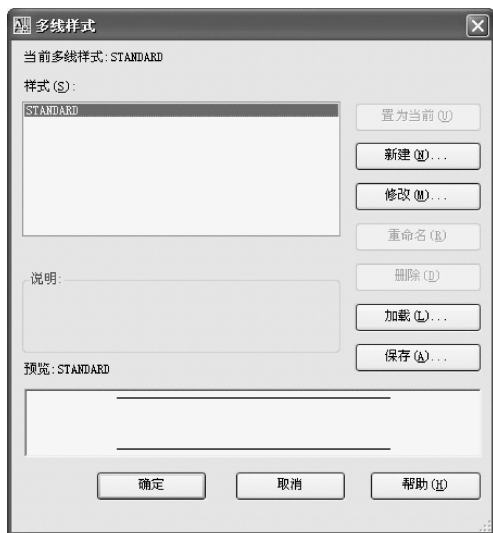 多线样式
当前多线样式:STANDARD
样式(S):
STANDARD
置为当前(U)
新建(N)...
修改(M)...
重命名(R)
说明:
删除(D)
加载(L)...
保存(A)...
预览:STANDARD
确定
取消
帮助(H)